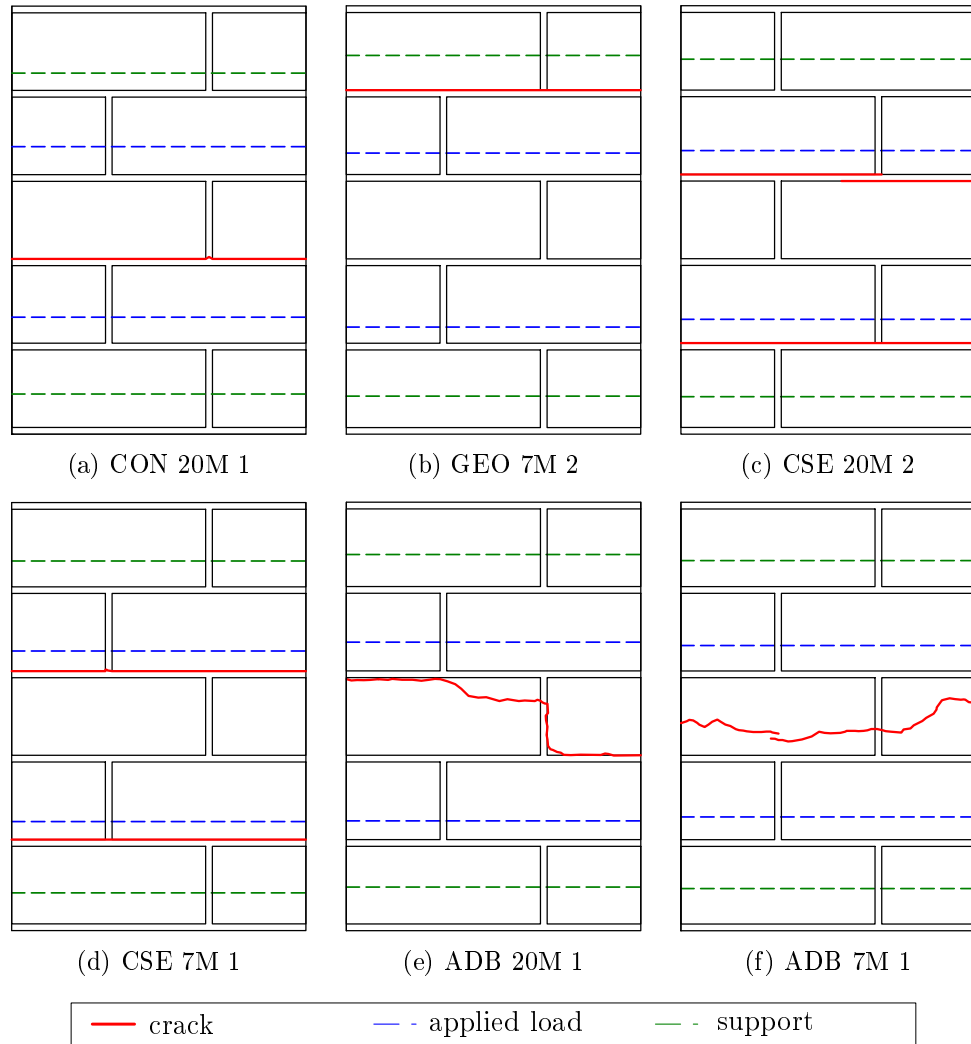 (a) CON 20M 1
(b) GEO 7M 2
(c) CSE 20M 2
(d) CSE 7M 1
(e) ADB 20M 1
(f) ADB 7M 1
crack
applied load
support